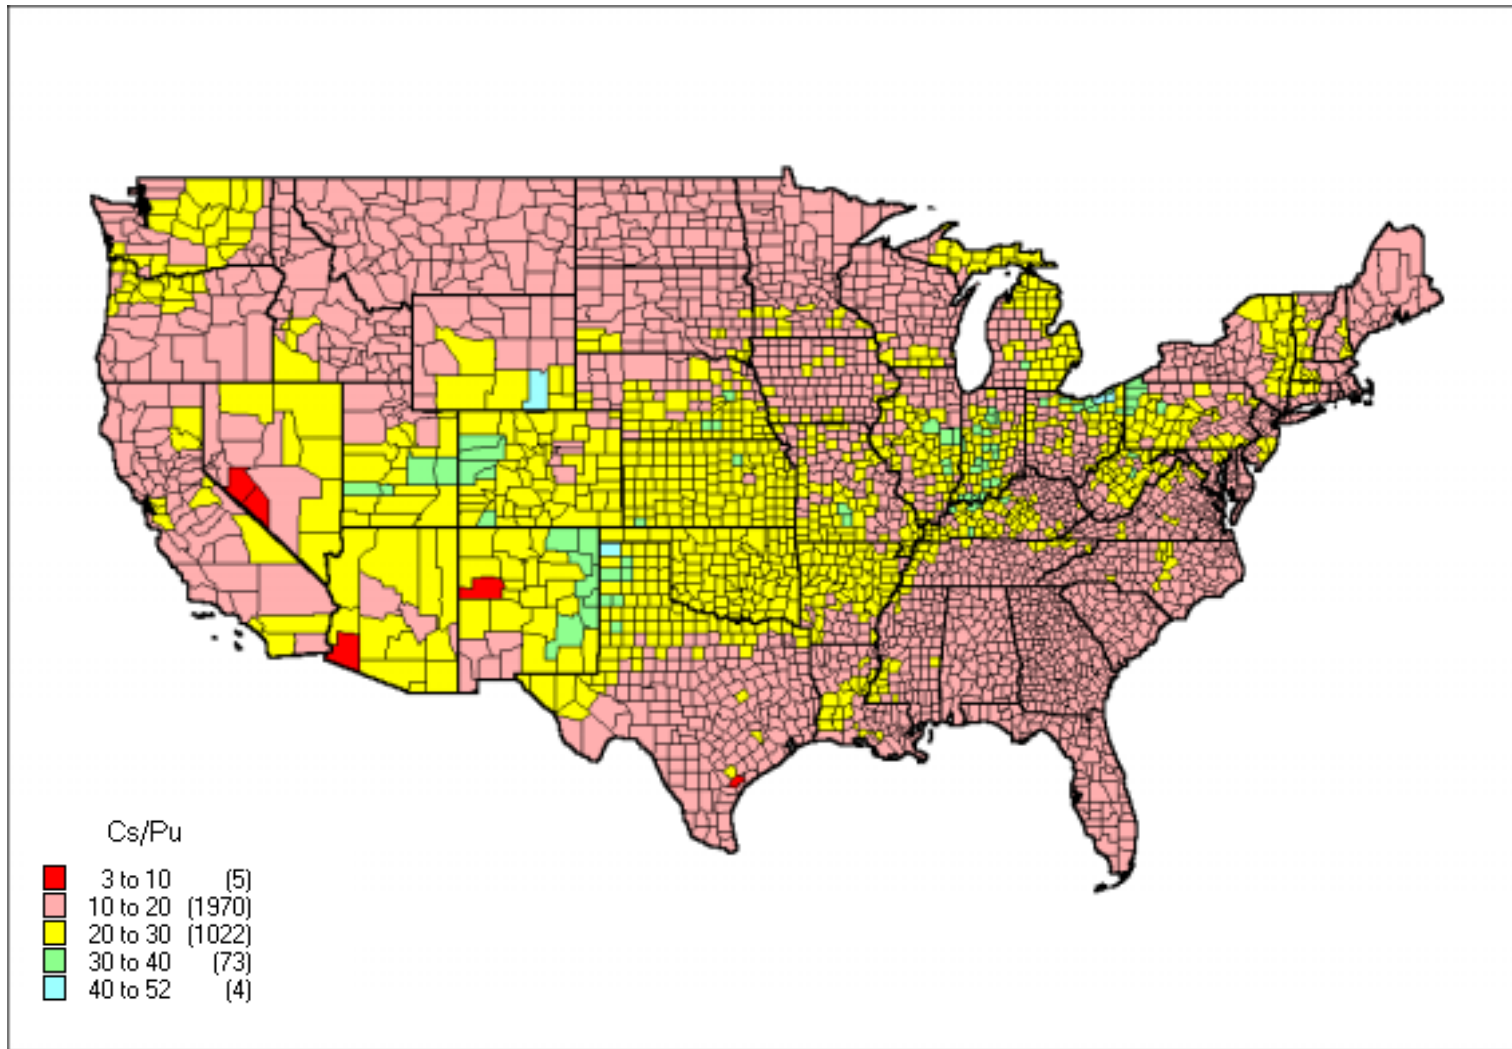 Cs/Pu
3 to 10 (5)
10 to 20 (1970)
20 to 30 (1022)
30 to 40 (73)
40 to 52 (4)